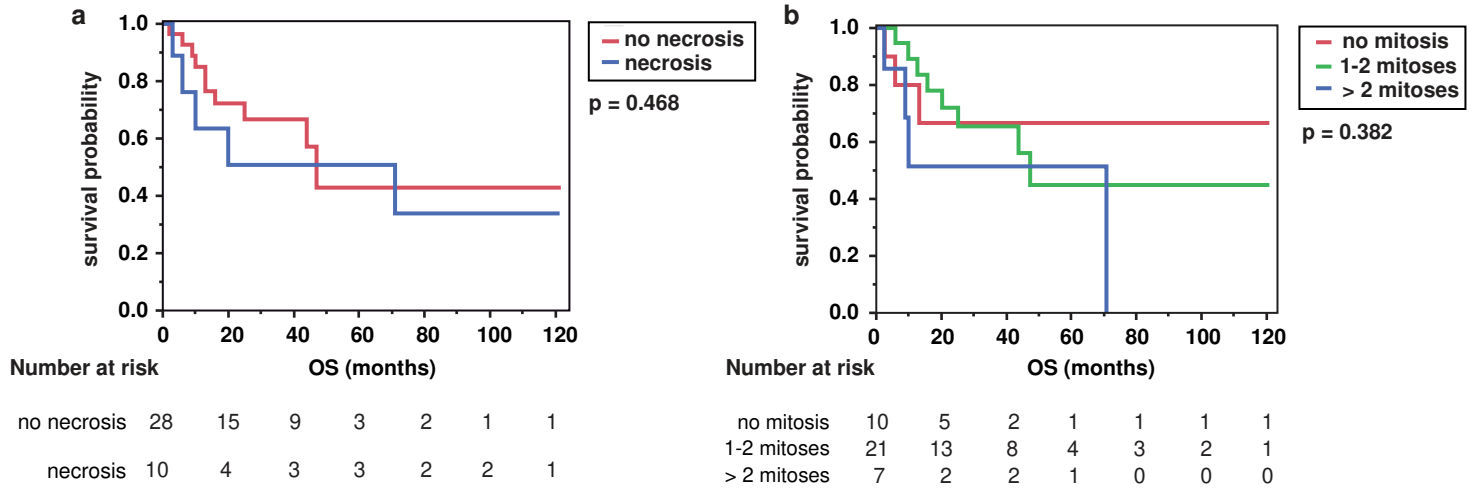 a
1.0
0.8
0.6
0.4
0.2
0.0
survival probability
0 20 40 60 80 100 120
OS (months)
no necrosis
necrosis
p = 0.468
Number at risk
no necrosis 28 15 9 3 2 1 1
necrosis 10 4 3 3 2 2 1
b
1.0
0.8
0.6
0.4
0.2
0.0
survival probability
0 20 40 60 80 100 120
OS (months)
no mitosis
1-2 mitoses
> 2 mitoses
p = 0.382
Number at risk
no mitosis 10 5 2 1 1 1 1
1-2 mitoses 21 13 8 4 3 2 1
> 2 mitoses 7 2 2 1 0 0 0